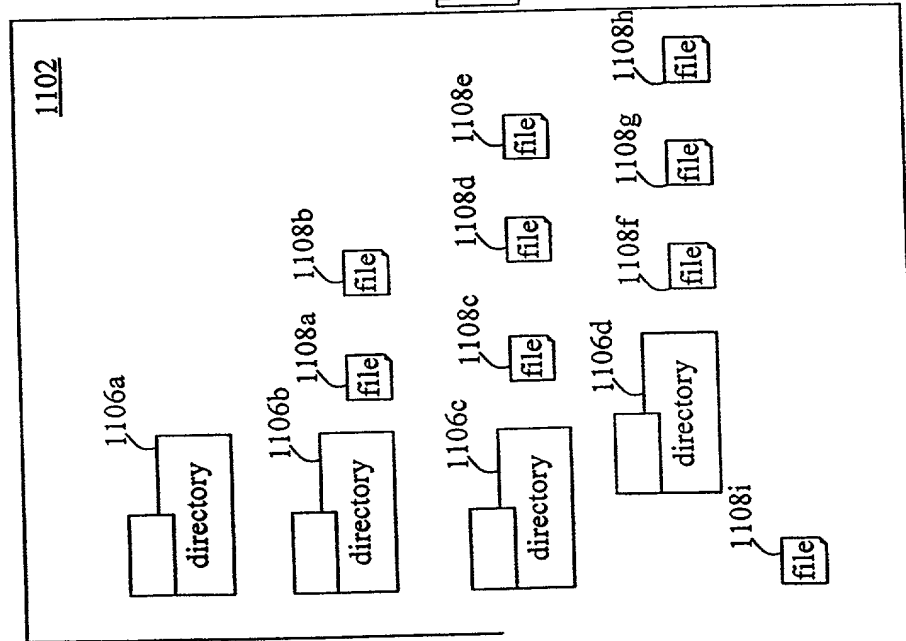 1102
1106a
directory
1106b
directory
1108a
file
1108b
file
1106c
directory
1108c
file
1108d
file
1108e
file
1106d
directory
1108f
file
1108g
file
1108h
file
1108i
file